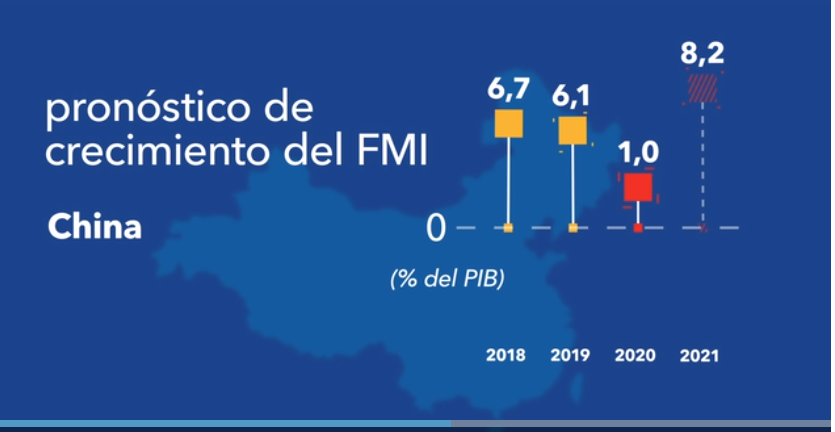 pronóstico de
crecimiento del FMI
China
6,7
6,1
1,0
8,2
0
(% del PIB)
2018 2019 2020 2021